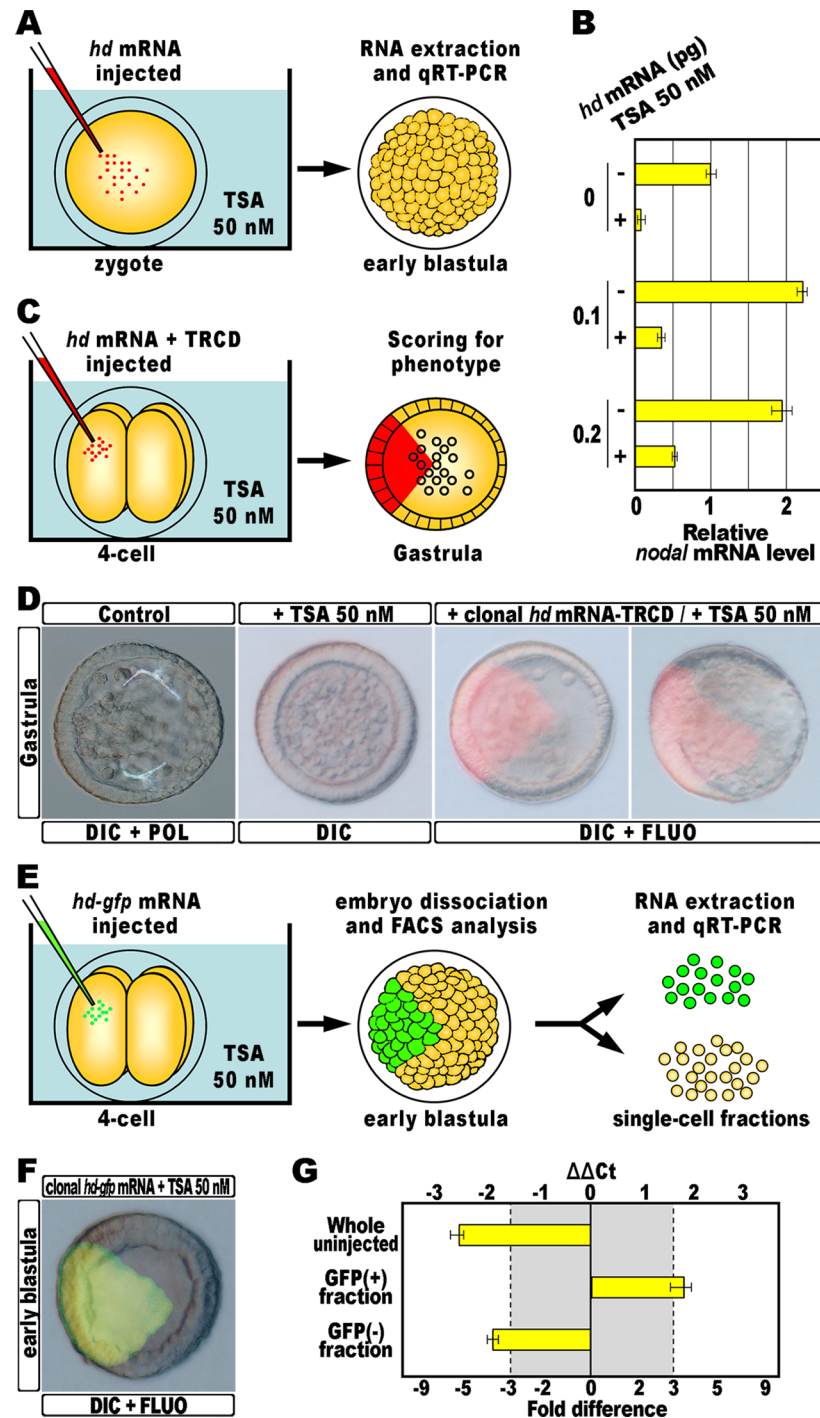 A
hd mRNA
injected
RNA extraction
and qRT-PCR
TSA
50 nM
zygote
early blastula
B
hd mRNA (pg)
TSA 50 nM
0
-
+
0.1
-
+
0.2
-
+
0 1 2
Relative
nodal mRNA level
C
hd mRNA + TRCD
injected
Scoring for
phenotype
TSA
50 nM
4-cell
Gastrula
D
Control
+ TSA 50 nM
+ clonal hd mRNA-TRCD / + TSA 50 nM
Gastrula
DIC + POL
DIC
DIC + FLUO
E
hd-gfp mRNA
injected
embryo dissociation
and FACS analysis
RNA extraction
and qRT-PCR
TSA
50 nM
4-cell
early blastula
single-cell fractions
F
clonal hd-gfp mRNA + TSA 50 nM
early blastula
DIC + FLUO
G
ΔΔCt
-3 -2 -1 0 1 2 3
Whole
uninjected
GFP(+)
fraction
GFP(-)
fraction
-9 -5 -3 -2 0 2 3 5 9
Fold difference